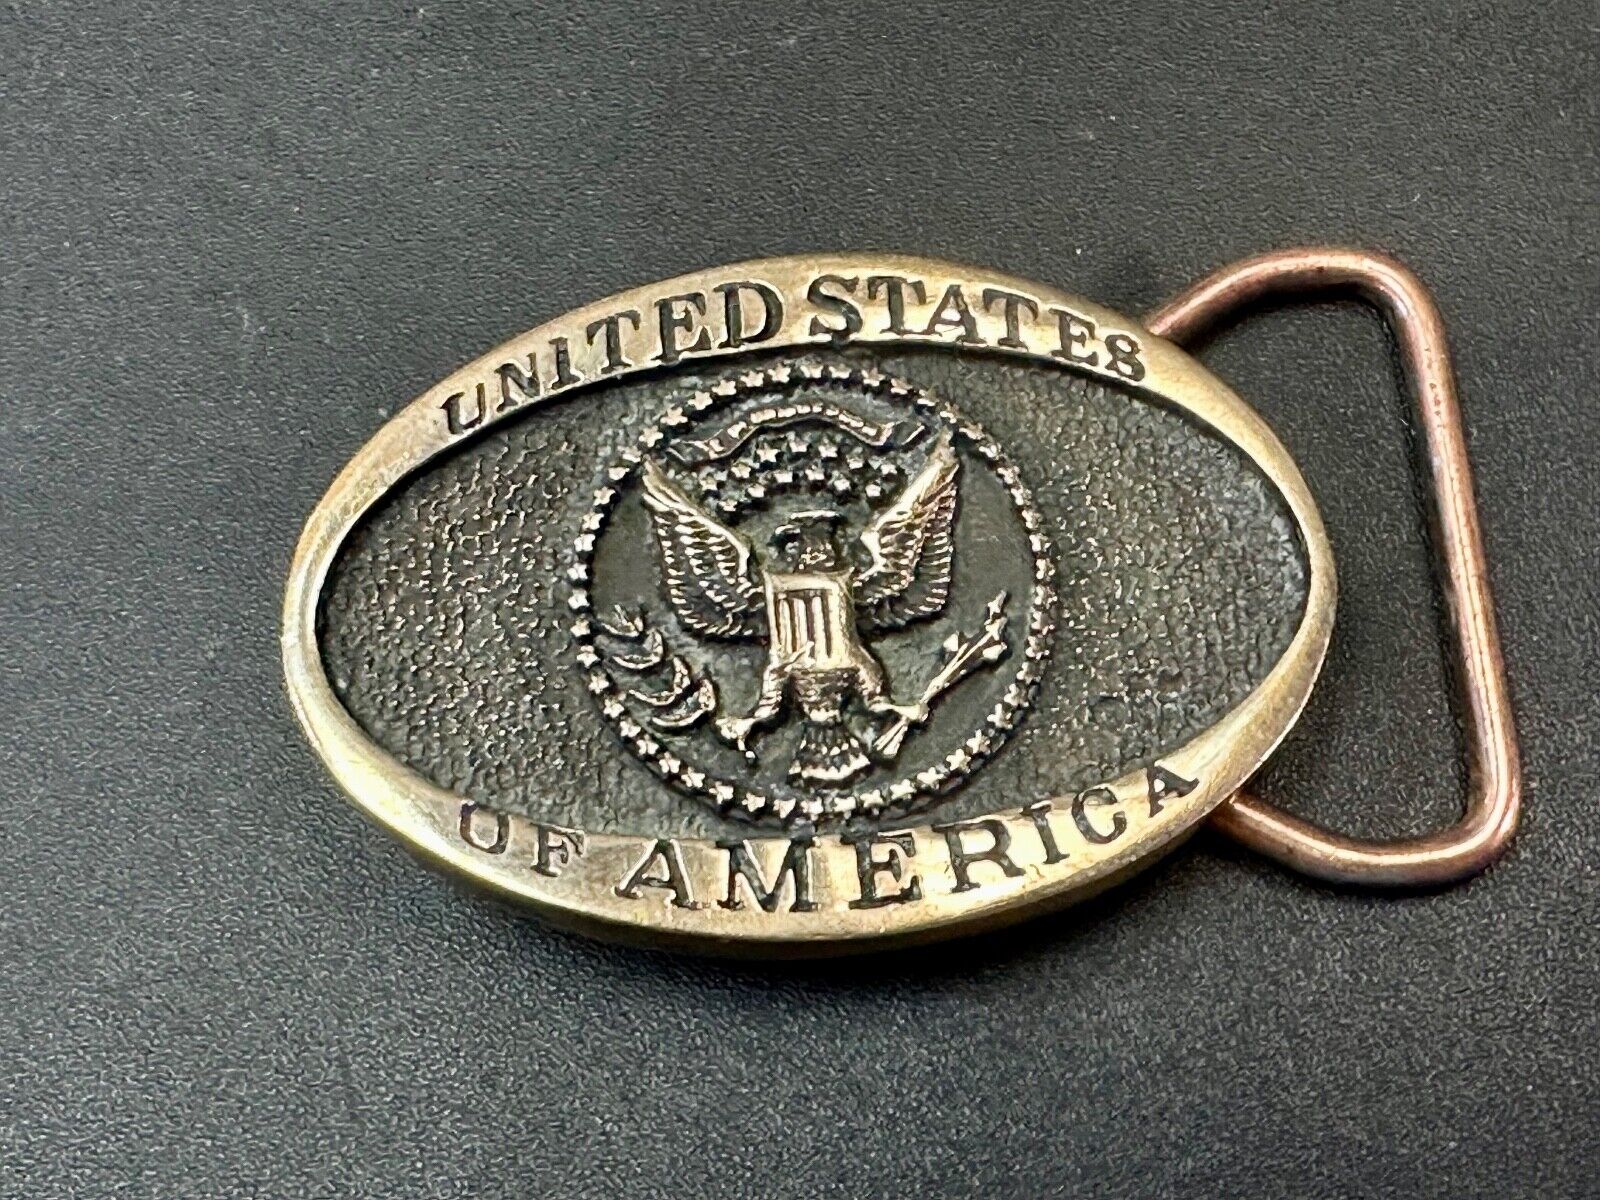 UNITED STATES
OF AMERICA